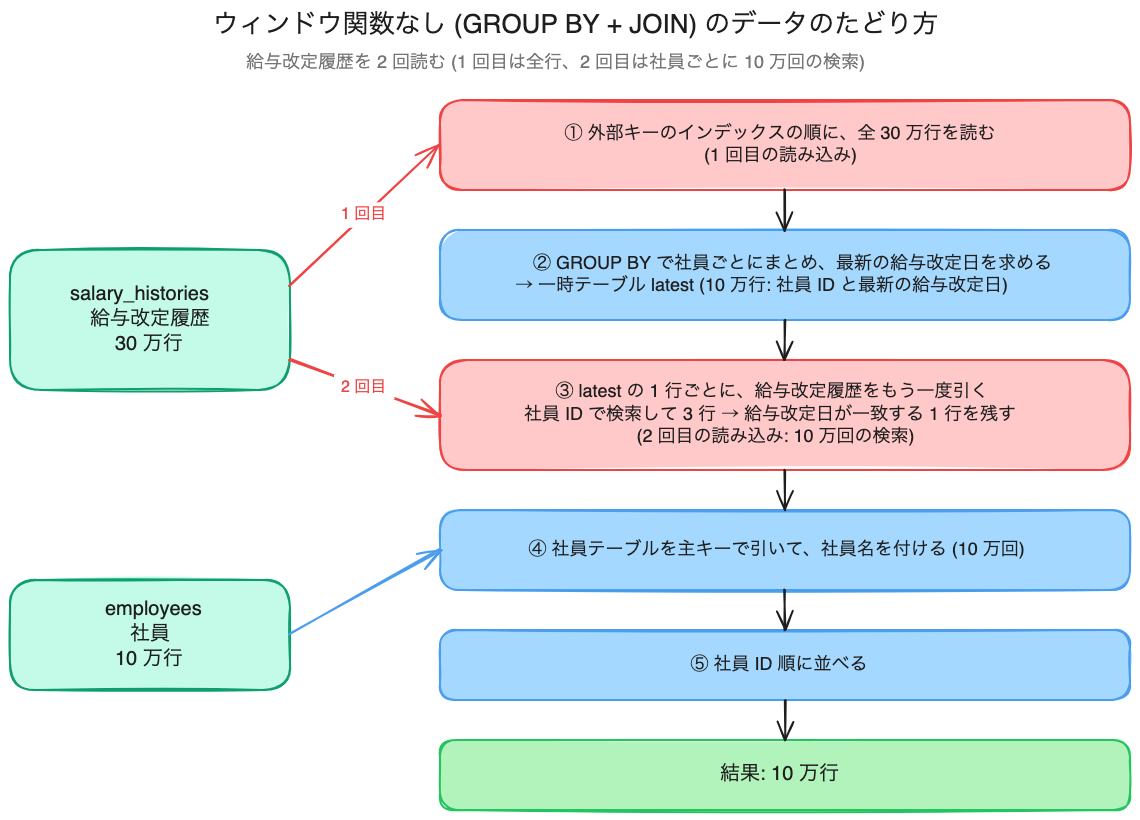 ウィンドウ関数なし (GROUP BY + JOIN) のデータのたどり方
給与改定履歴を 2 回読む (1 回目は全行、2 回目は社員ごとに 10 万回の検索)
① 外部キーのインデックスの順に、全 30 万行を読む
(1 回目の読み込み)
1 回目
② GROUP BY で社員ごとにまとめ、最新の給与改定日を求める
→ 一時テーブル latest (10 万行: 社員 ID と最新の給与改定日)
salary_histories
給与改定履歴
30 万行
2 回目
③ latest の 1 行ごとに、給与改定履歴をもう一度引く
社員 ID で検索して 3 行 → 給与改定日が一致する 1 行を残す
(2 回目の読み込み: 10 万回の検索)
④ 社員テーブルを主キーで引いて、社員名を付ける (10 万回)
employees
社員
10 万行
⑤ 社員 ID 順に並べる
結果: 10 万行